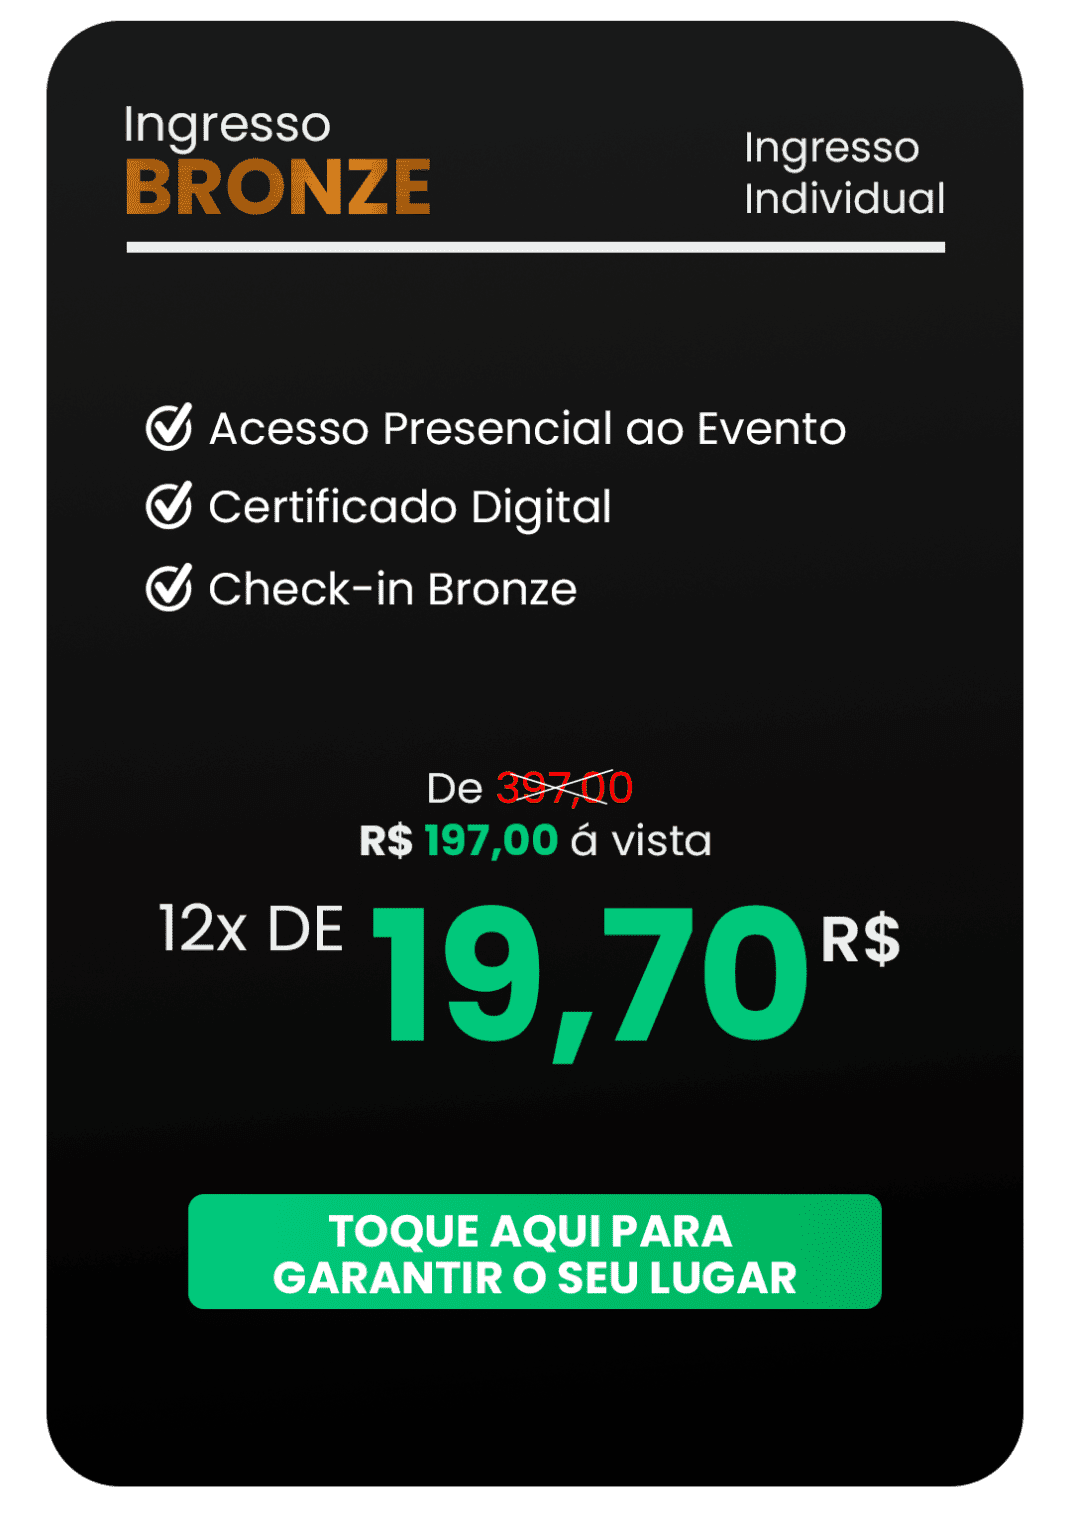 Ingresso
BRONZE
Ingresso
Individual
Acesso Presencial ao Evento
Certificado Digital
Check-in Bronze
De 397,00
R$ 197,00 á vista
12x DE 19,70 R$
TOQUE AQUI PARA
GARANTIR O SEU LUGAR